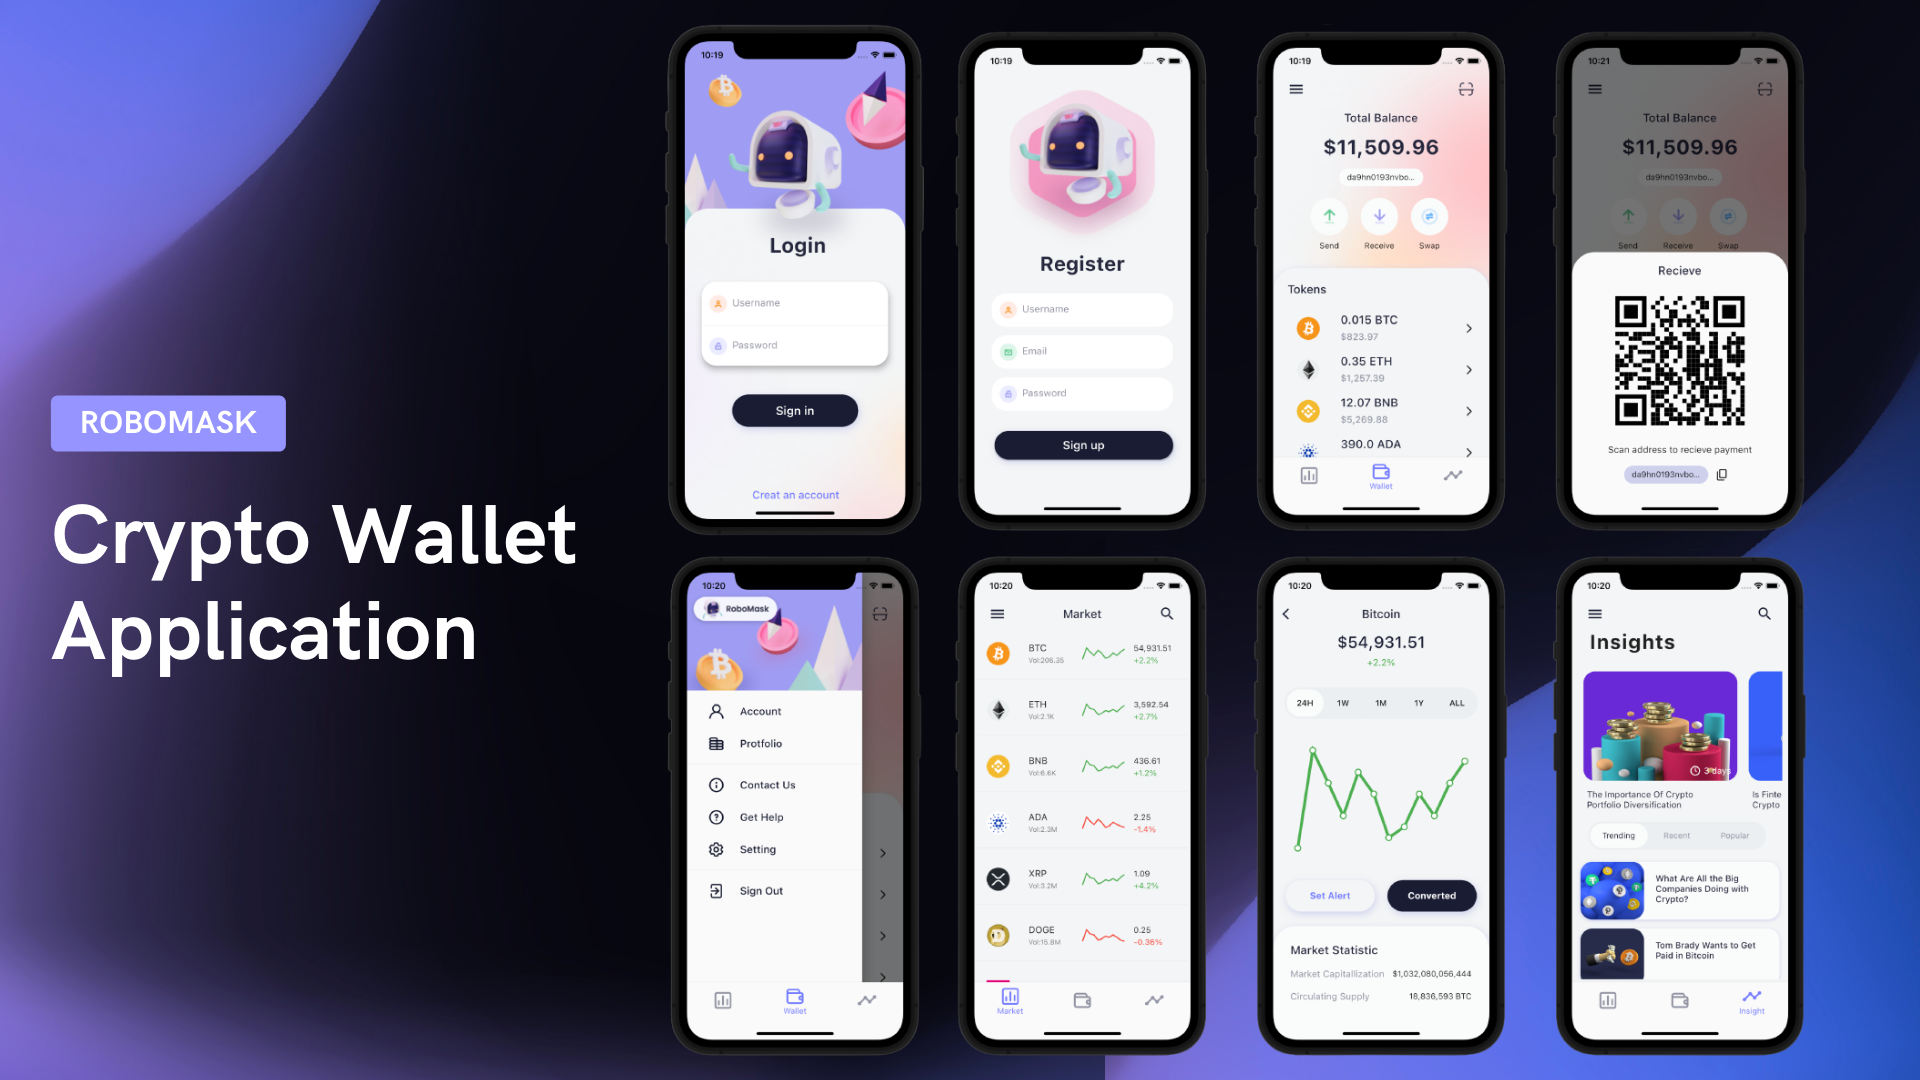 ROBOMASK
Crypto Wallet
Application
10:19
Login
Username
Password
Sign in
Creat an account
10:19
Register
Username
Email
Password
Sign up
10:19
Total Balance
$11,509.96
da9hn0193nvbo...
Send Receive Swap
Tokens
0.015 BTC
$823.97
0.35 ETH
$1,257.39
12.07 BNB
$5,269.88
390.0 ADA
Wallet
10:21
Total Balance
$11,509.96
da9hn0193nvbo...
Send Receive Swap
Recieve
Scan address to recieve payment
da9hn0193nvbo...
10:20
RoboMask
Account
Protfolio
Contact Us
Get Help
Setting
Sign Out
Wallet
10:20
Market
BTC 54,931.51
Vol:206.35 +2.2%
ETH 3,592.54
Vol:2.1K +2.7%
BNB 436.61
Vol:6.6K +1.2%
ADA 2.25
Vol:2.3M -1.4%
XRP 1.09
Vol:3.2M +4.2%
DOGE 0.25
Vol:15.8M -0.36%
Market
10:20
Bitcoin
$54,931.51
+2.2%
24H 1W 1M 1Y ALL
Set Alert Converted
Market Statistic
Market Capitallization $1,032,080,056,444
Circulating Supply 18,836,593 BTC
10:20
Insights
3 days
The Importance Of Crypto
Portfolio Diversification
Is Finte
Crypto
Trending Recent Popular
What Are All the Big
Companies Doing with
Crypto?
Tom Brady Wants to Get
Paid in Bitcoin
Insight